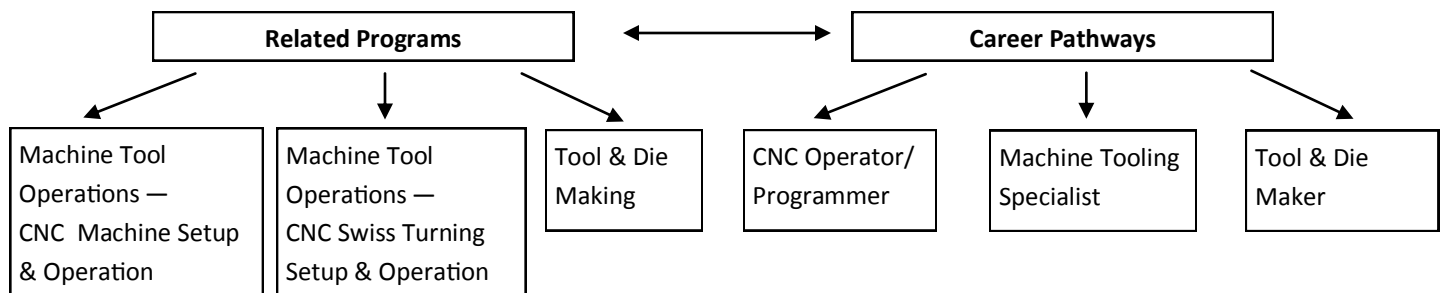 Related Programs
Career Pathways
Machine Tool
Operations —
CNC  Machine Setup
& Operation
Machine Tool
Operations —
CNC Swiss Turning
Setup & Operation
Tool & Die
Making
CNC Operator/
Programmer
Machine Tooling
Specialist
Tool & Die
Maker